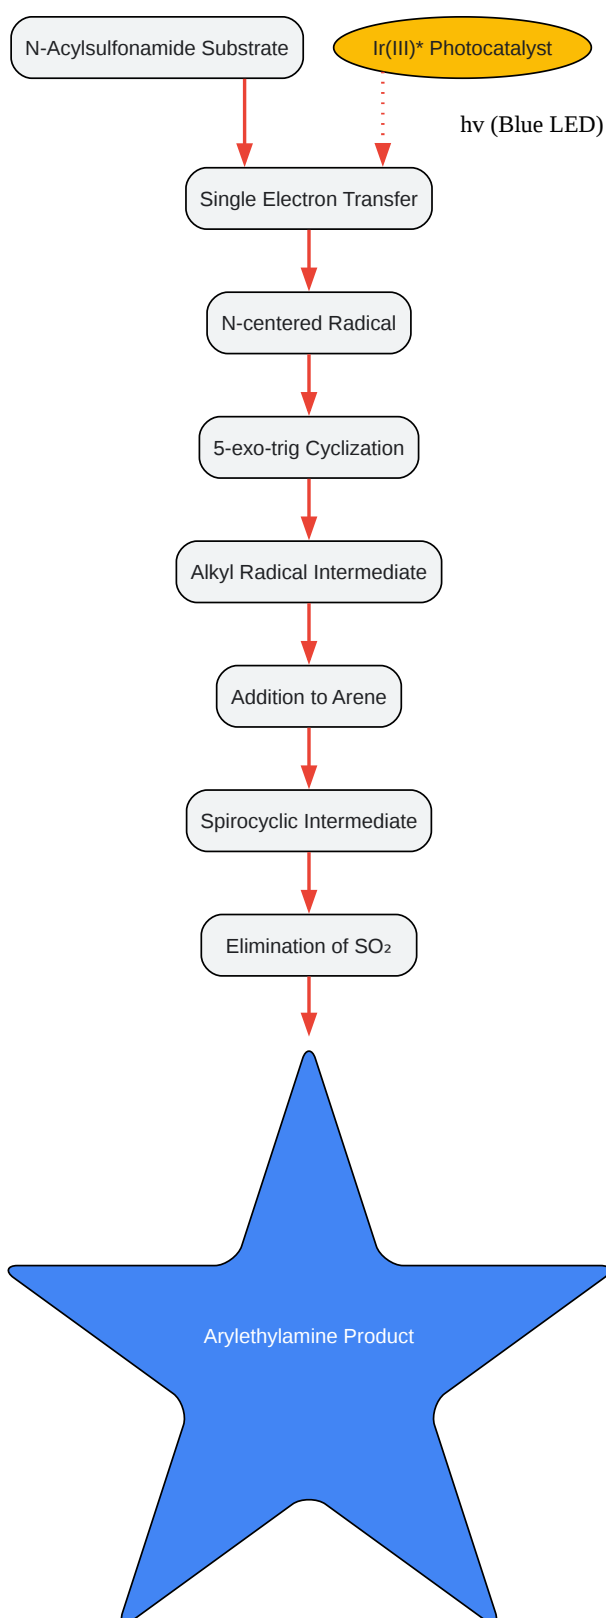 N-Acylsulfonamide Substrate
Ir(III)* Photocatalyst
hv (Blue LED)
Single Electron Transfer
N-centered Radical
5-exo-trig Cyclization
Alkyl Radical Intermediate
Addition to Arene
Spirocyclic Intermediate
Elimination of SO₂
Arylethylamine Product